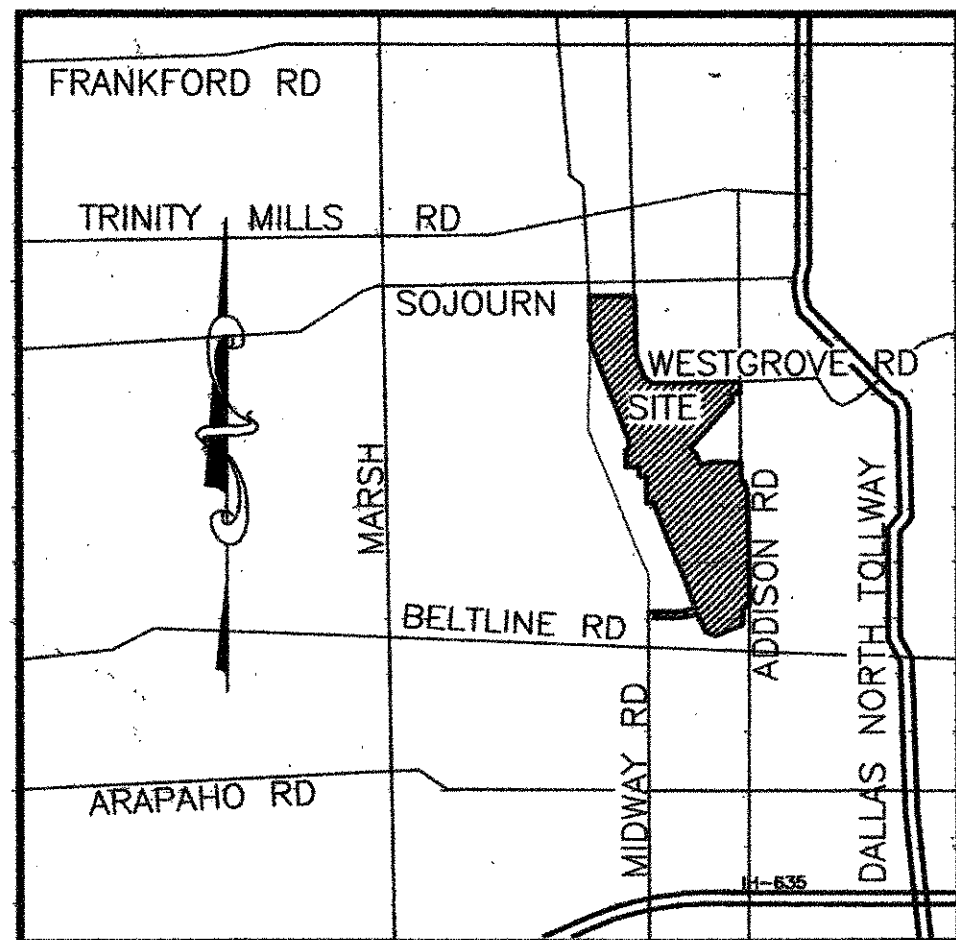 FRANKFORD RD
TRINITY MILLS RD
SOJOURN
WESTGROVE RD
SITE
MARSH
ADDISON RD
DALLAS NORTH TOLLWAY
BELTLINE RD
MIDWAY RD
ARAPAHO RD
IH-635